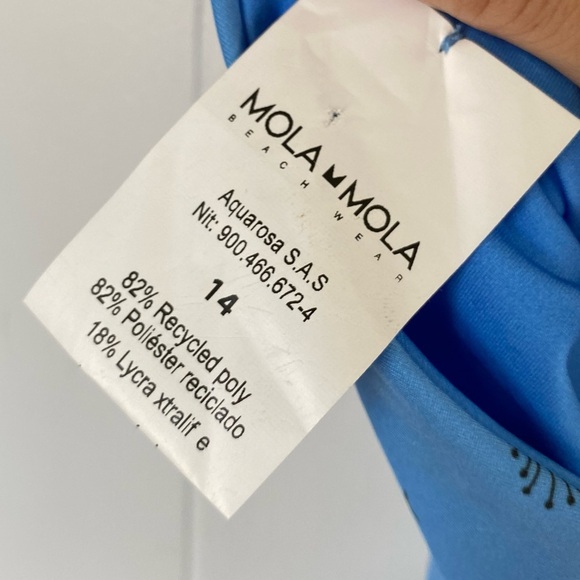 MOLA MOLA
BEACH WEAR
Aquarosa S.A.S
Nit: 900.466.672-4
14
82% Recycled poly
82% Poliéster reciclado
18% Lycra xtralif e